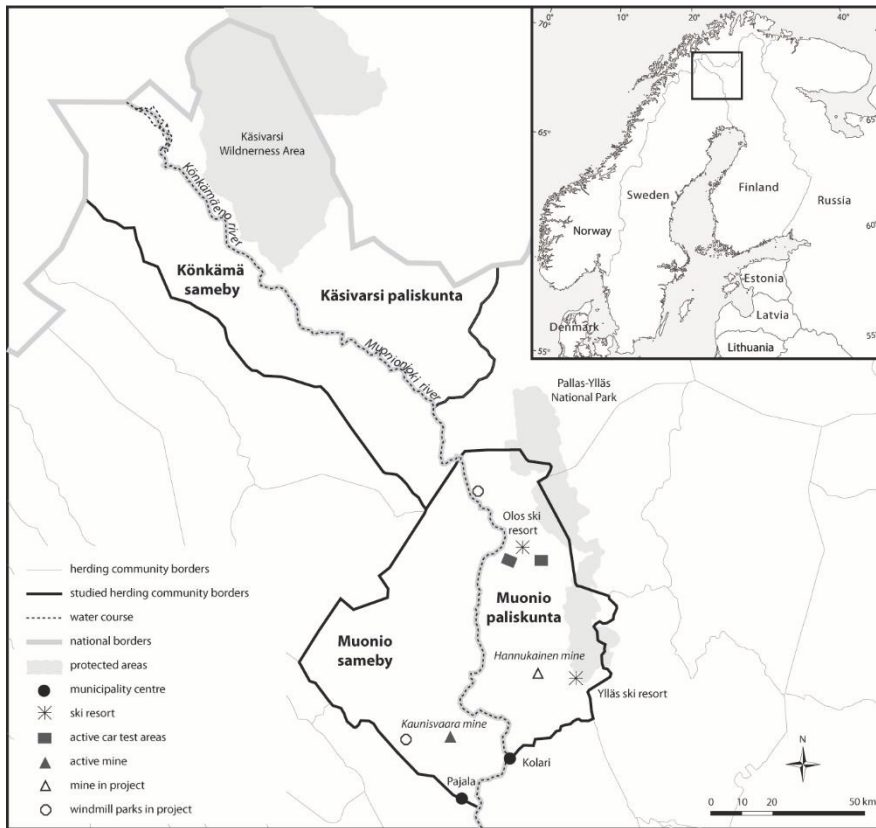 70°
10°
20°
30°
40°
65°
65°
60°
55°
55°
Norway
Sweden
Finland
Russia
Estonia
Latvia
Lithuania
Denmark
Käsivarsi
Wildnerness Area
Könkämäeno rivet
Könkämä
sameby
Käsivarsi paliskunta
Muonionjoki river
Pallas-Ylläs
National Park
Olos ski
resort
Muonio
paliskunta
Muonio
sameby
Hannukainen mine
Ylläs ski resort
Kaunisvaara mine
Kolari
Pajala
herding community borders
studied herding community borders
water course
national borders
protected areas
municipality centre
ski resort
active car test areas
active mine
mine in project
windmill parks in project
N
0 10 20 50 km